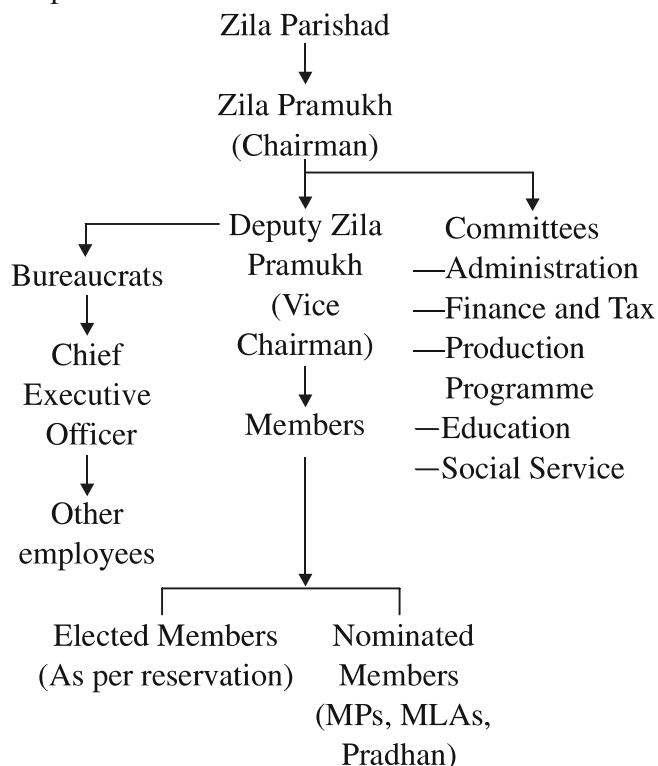 Zila Parishad
Zila Pramukh
(Chairman)
Deputy Zila
Pramukh
(Vice
Chairman)
Bureaucrats
Chief
Executive
Officer
Other
employees
Members
Committees
—Administration
—Finance and Tax
—Production
Programme
—Education
—Social Service
Elected Members
(As per reservation)
Nominated
Members
(MPs, MLAs,
Pradhan)